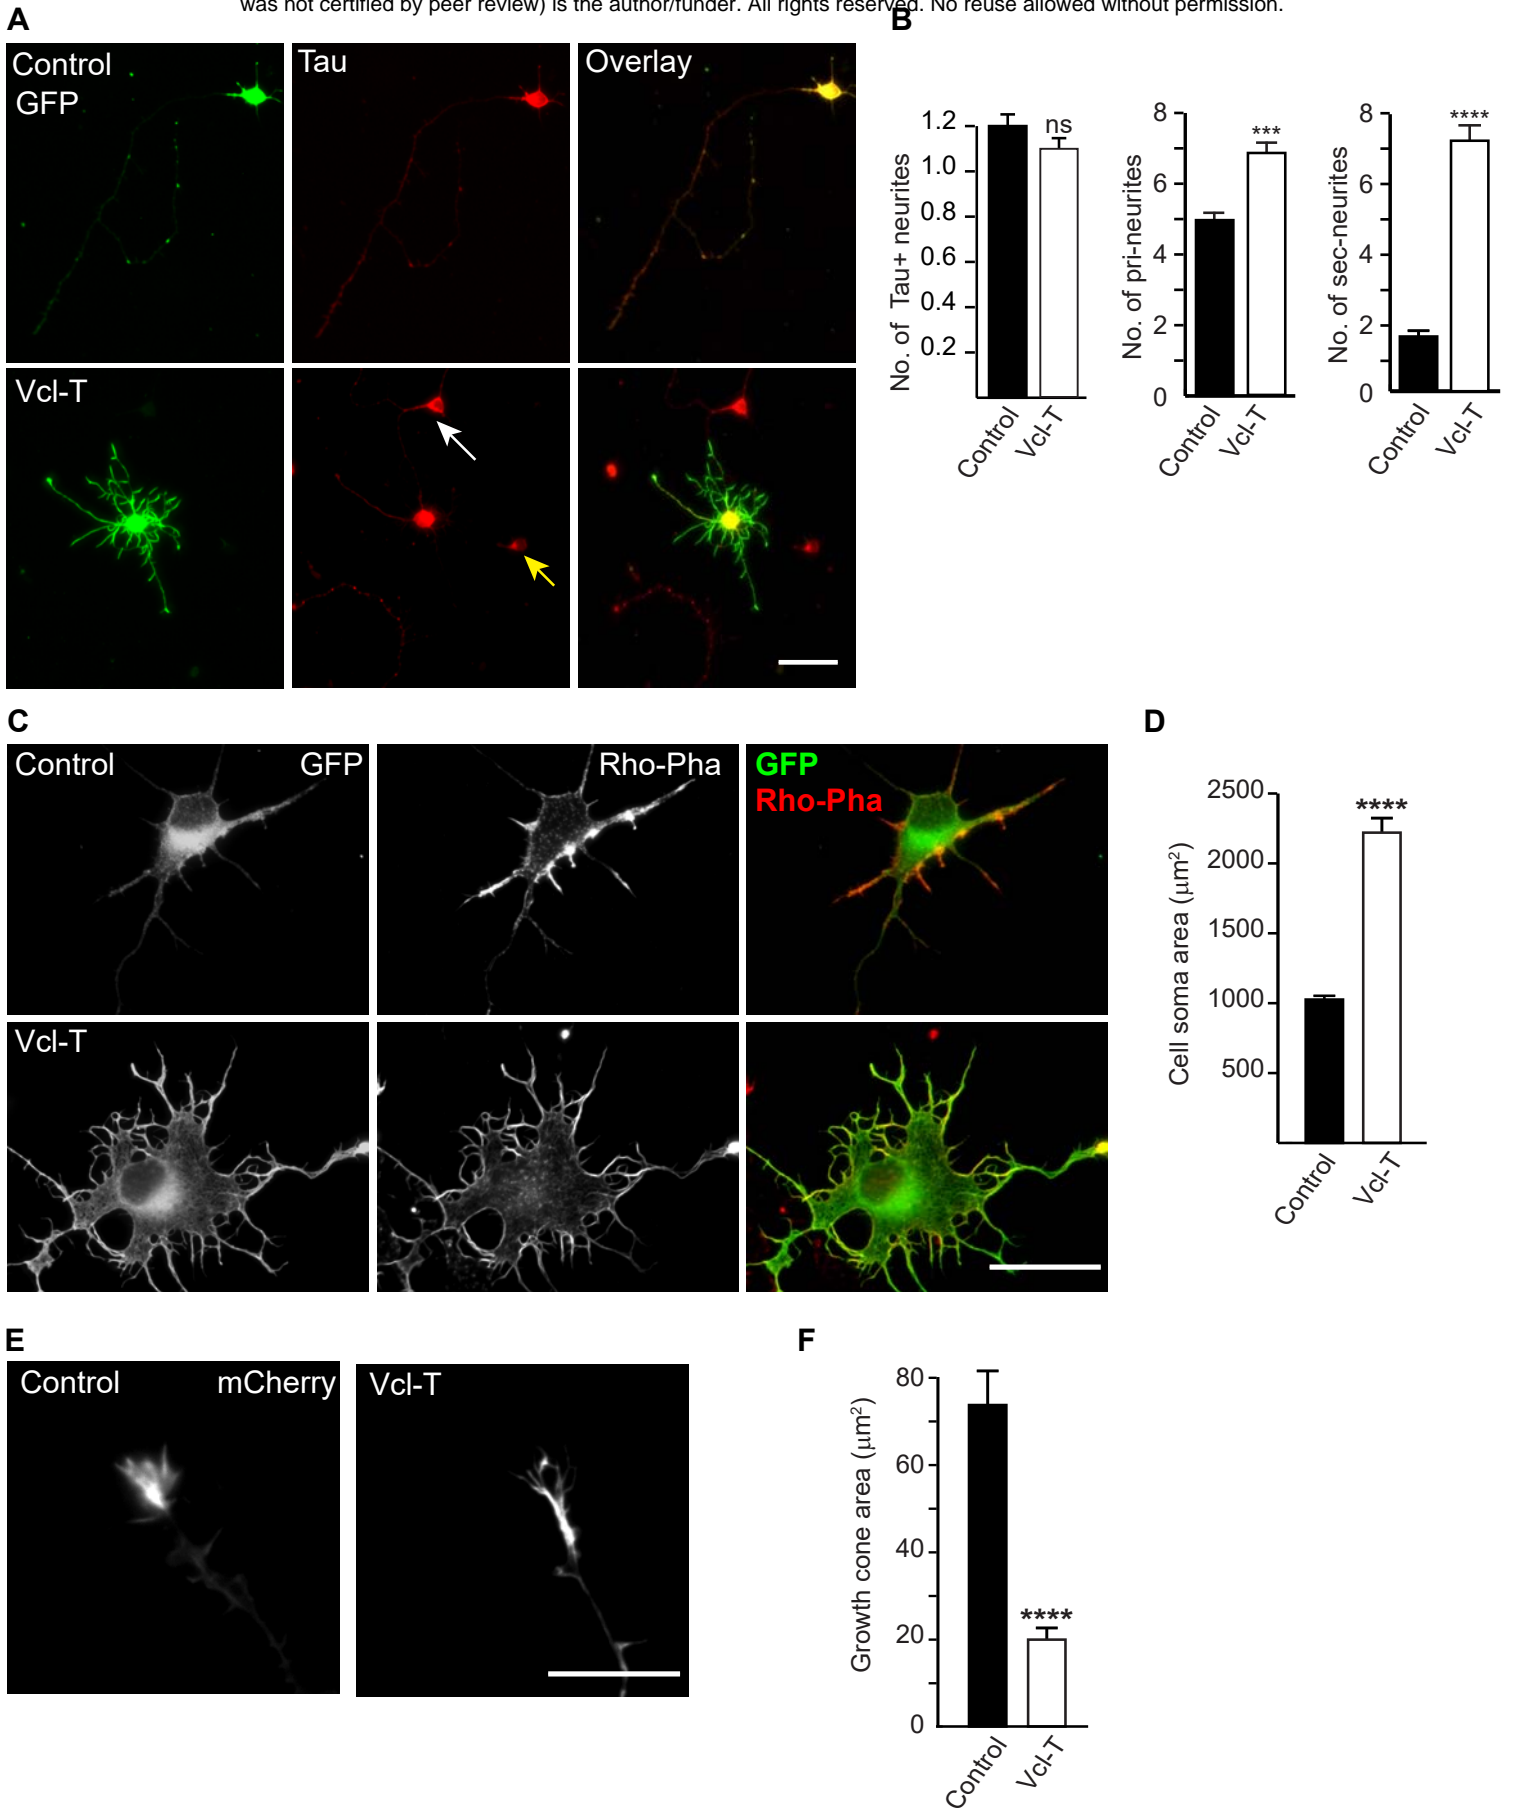 was not certified by peer review) is the author/funder. All rights reserved. No reuse allowed without permission.
A
Control
GFP
Tau
Overlay
Vcl-T
B
No. of Tau+ neurites
1.2
1.0
0.8
0.6
0.4
0.2
ns
Control
Vcl-T
No. of pri-neurites
8
6
4
2
0
***
Control
Vcl-T
No. of sec-neurites
8
6
4
2
0
****
Control
Vcl-T
C
Control GFP
Rho-Pha
GFP
Rho-Pha
Vcl-T
D
Cell soma area (µm²)
2500
2000
1500
1000
500
****
Control
Vcl-T
E
Control mCherry
Vcl-T
F
Growth cone area (µm²)
80
60
40
20
0
****
Control
Vcl-T